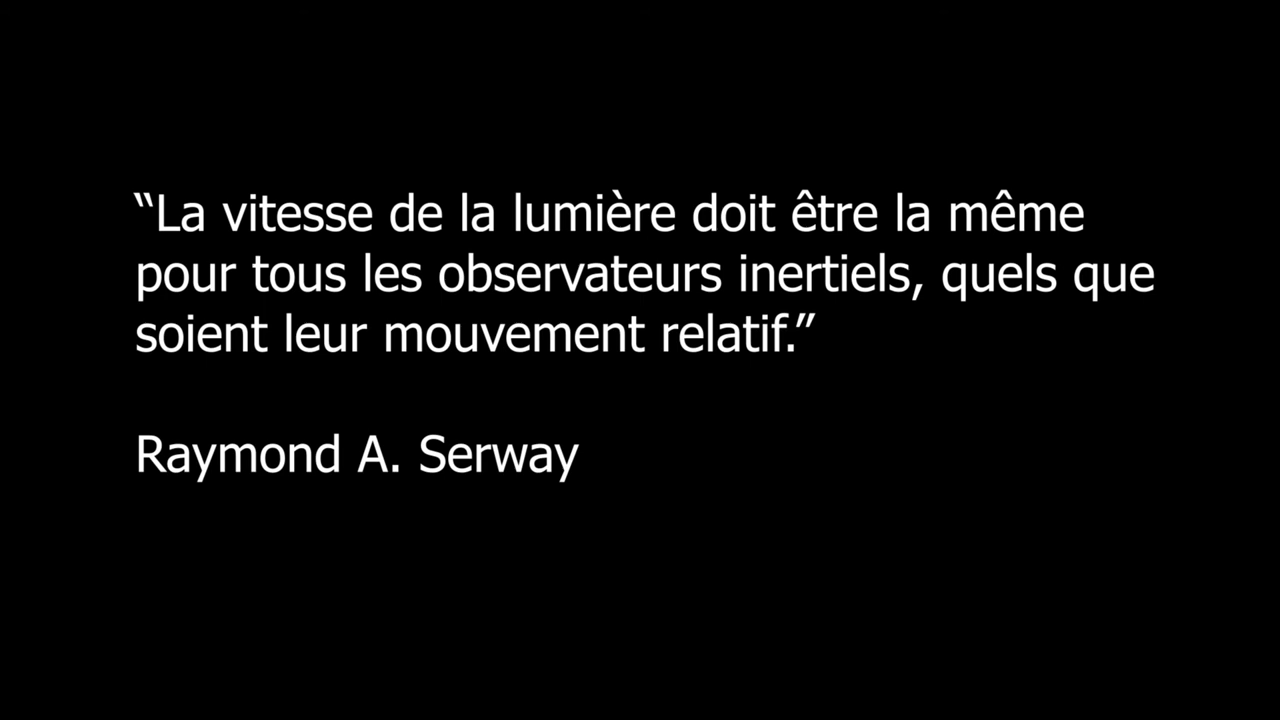 “La vitesse de la lumière doit être la même
pour tous les observateurs inertiels, quels que
soient leur mouvement relatif.”
Raymond A. Serway